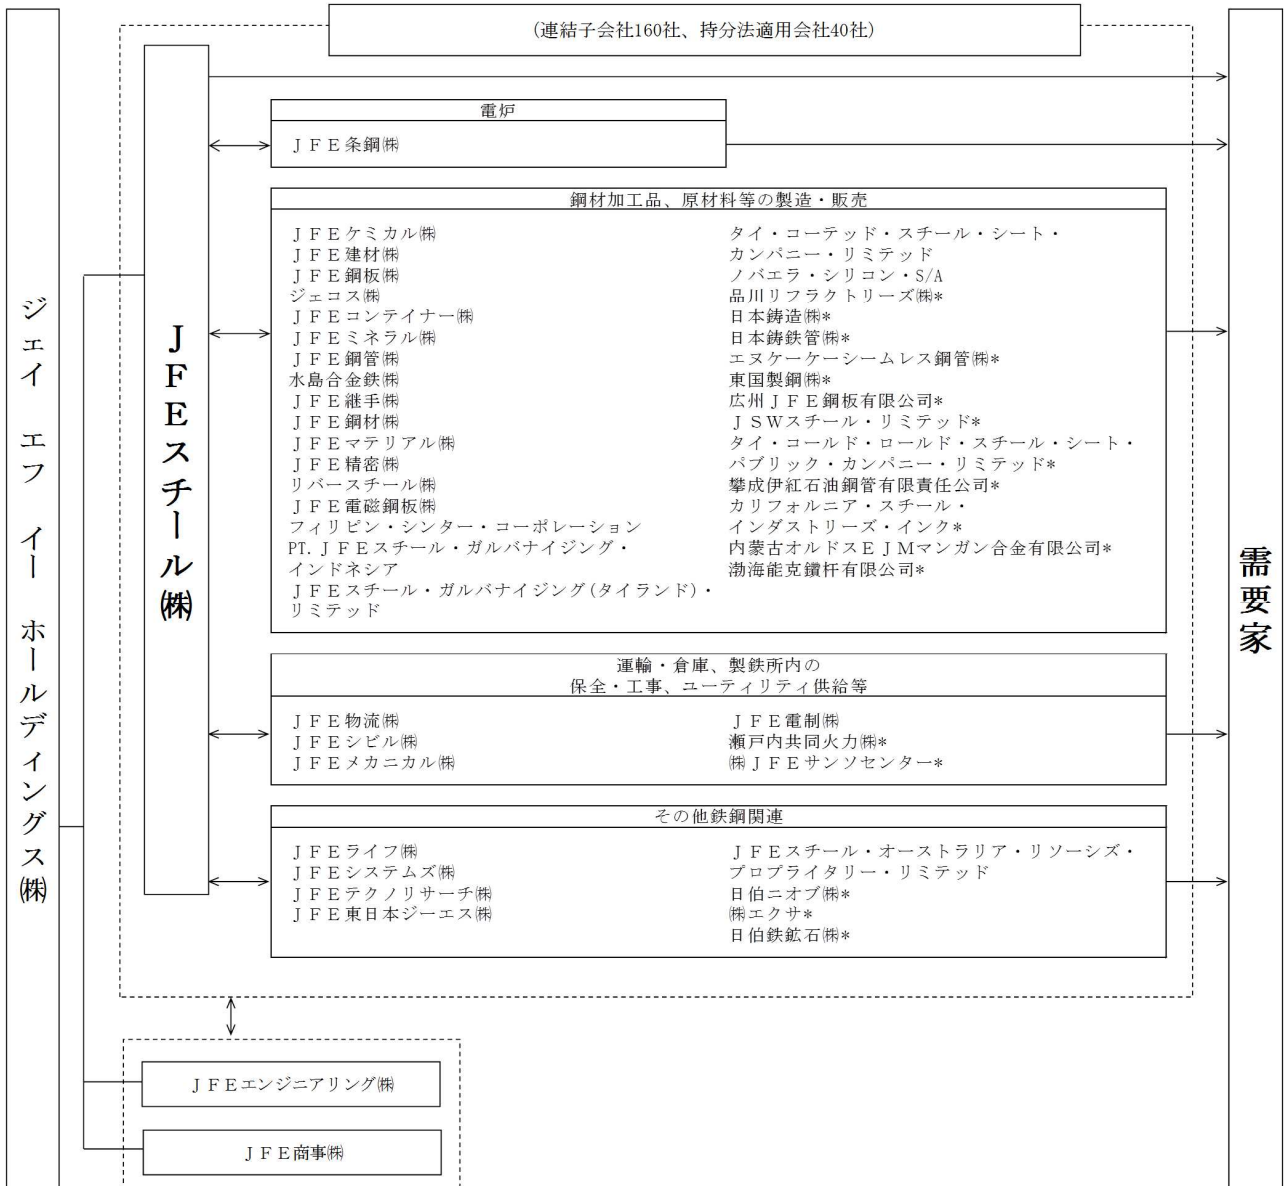 (連結子会社160社、持分法適用会社40社)
ジェイ エフ イー ホールディングス㈱
ＪＦＥスチール㈱
電炉
ＪＦＥ条鋼㈱
鋼材加工品、原材料等の製造・販売
ＪＦＥケミカル㈱
ＪＦＥ建材㈱
ＪＦＥ鋼板㈱
ジェコス㈱
ＪＦＥコンテイナー㈱
ＪＦＥミネラル㈱
ＪＦＥ鋼管㈱
水島合金鉄㈱
ＪＦＥ継手㈱
ＪＦＥ鋼材㈱
ＪＦＥマテリアル㈱
ＪＦＥ精密㈱
リバースチール㈱
ＪＦＥ電磁鋼板㈱
フィリピン・シンター・コーポレーション
PT.ＪＦＥスチール・ガルバナイジング・
インドネシア
ＪＦＥスチール・ガルバナイジング(タイランド)・
リミテッド
タイ・コーテッド・スチール・シート・
カンパニー・リミテッド
ノバエラ・シリコン・S/A
品川リフラクトリーズ㈱*
日本鋳造㈱*
日本鋳鉄管㈱*
エヌケーケーシームレス鋼管㈱*
東国製鋼㈱*
広州ＪＦＥ鋼板有限公司*
ＪＳＷスチール・リミテッド*
タイ・コールド・ロールド・スチール・シート・
パブリック・カンパニー・リミテッド*
攀成伊紅石油鋼管有限責任公司*
カリフォルニア・スチール・
インダストリーズ・インク*
内蒙古オルドスＥＪＭマンガン合金有限公司*
渤海能克鑽杆有限公司*
運輸・倉庫、製鉄所内の
保全・工事、ユーティリティ供給等
ＪＦＥ物流㈱
ＪＦＥシビル㈱
ＪＦＥメカニカル㈱
ＪＦＥ電制㈱
瀬戸内共同火力㈱*
㈱ＪＦＥサンソセンター*
その他鉄鋼関連
ＪＦＥライフ㈱
ＪＦＥシステムズ㈱
ＪＦＥテクノリサーチ㈱
ＪＦＥ東日本ジーエス㈱
ＪＦＥスチール・オーストラリア・リソーシズ・
プロプライタリー・リミテッド
日伯ニオブ㈱*
㈱エクサ*
日伯鉄鉱石㈱*
需要家
ＪＦＥエンジニアリング㈱
ＪＦＥ商事㈱